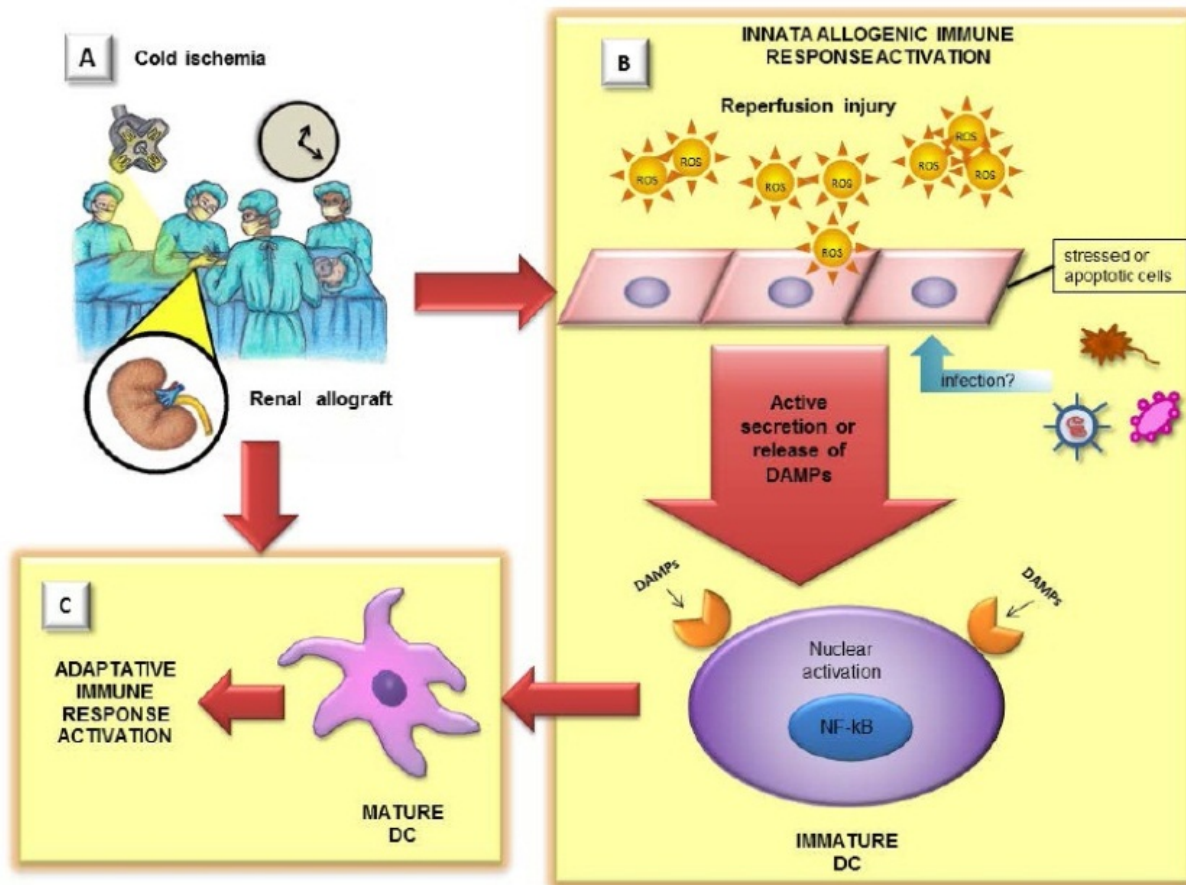 A
Cold ischemia
Renal allograft
B
INNATA ALLOGENIC IMMUNE
RESPONSE ACTIVATION
Reperfusion injury
ROS
ROS
ROS
ROS
ROS
ROS
ROS
ROS
stressed or
apoptotic cells
infection?
Active
secretion or
release of
DAMPs
DAMPs
DAMPs
Nuclear
activation
NF-kB
IMMATURE
DC
C
ADAPTATIVE
IMMUNE
RESPONSE
ACTIVATION
MATURE
DC